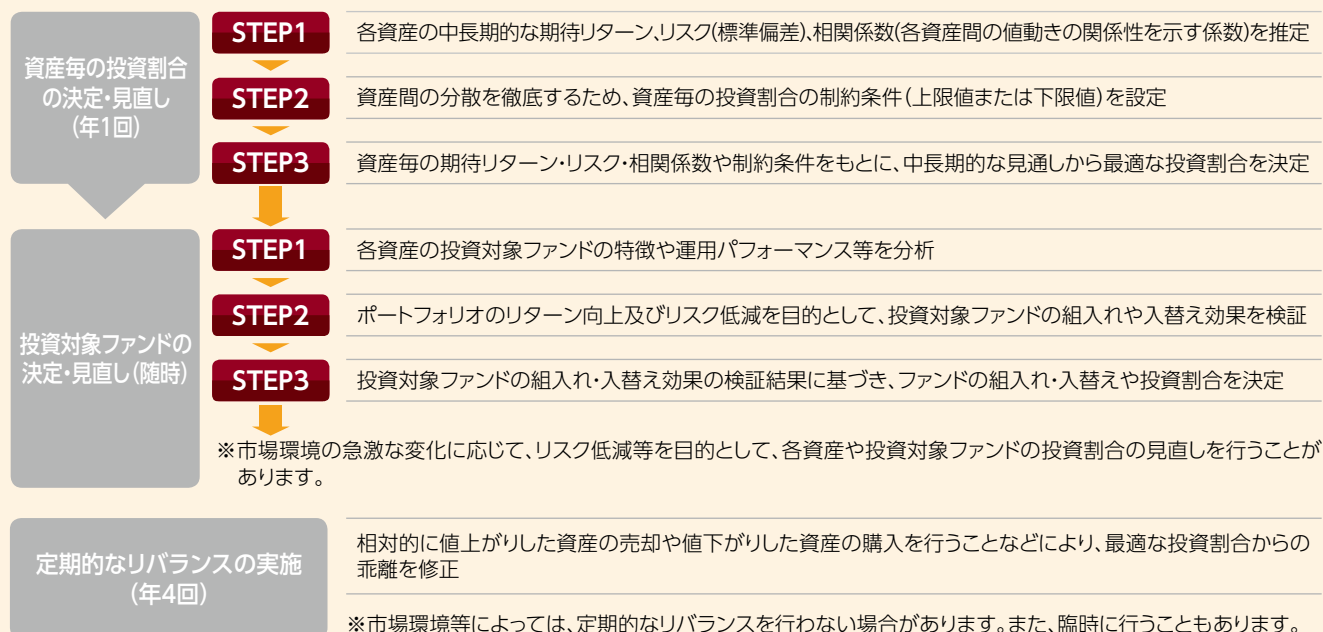 資産毎の投資割合
の決定・見直し
(年1回)
STEP1
各資産の中長期的な期待リターン、リスク(標準偏差)、相関係数(各資産間の値動きの関係性を示す係数)を推定
STEP2
資産間の分散を徹底するため、資産毎の投資割合の制約条件(上限値または下限値)を設定
STEP3
資産毎の期待リターン・リスク・相関係数や制約条件をもとに、中長期的な見通しから最適な投資割合を決定
投資対象ファンドの
決定・見直し(随時)
STEP1
各資産の投資対象ファンドの特徴や運用パフォーマンス等を分析
STEP2
ポートフォリオのリターン向上及びリスク低減を目的として、投資対象ファンドの組入れや入替え効果を検証
STEP3
投資対象ファンドの組入れ・入替え効果の検証結果に基づき、ファンドの組入れ・入替えや投資割合を決定
※市場環境の急激な変化に応じて、リスク低減等を目的として、各資産や投資対象ファンドの投資割合の見直しを行うことが
あります。
定期的なリバランスの実施
(年4回)
相対的に値上がりした資産の売却や値下がりした資産の購入を行うことなどにより、最適な投資割合からの
乖離を修正
※市場環境等によっては、定期的なリバランスを行わない場合があります。また、臨時に行うこともあります。